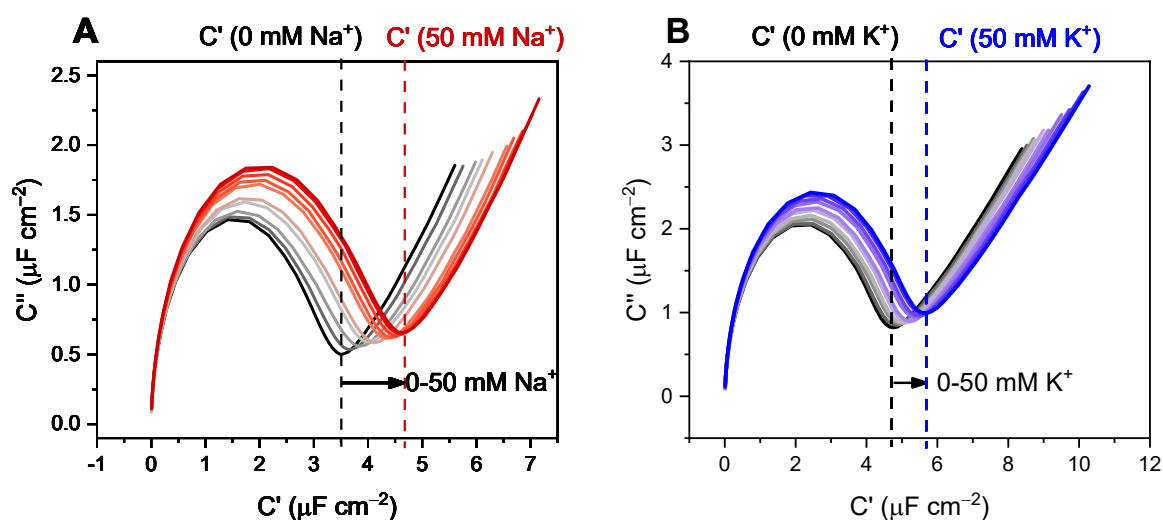 A
C' (0 mM Na⁺)
C' (50 mM Na⁺)
2.5
2.0
1.5
1.0
0.5
0.0
C'' (μF cm⁻²)
0-50 mM Na⁺
-1
0
1
2
3
4
5
6
7
C' (μF cm⁻²)
B
C' (0 mM K⁺)
C' (50 mM K⁺)
4
3
2
1
0
C'' (μF cm⁻²)
0-50 mM K⁺
0
2
4
6
8
10
12
C' (μF cm⁻²)